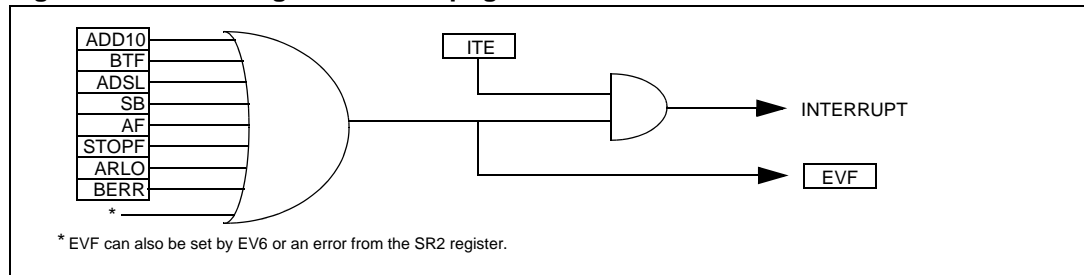 ADD10
BTF
ADSL
SB
AF
STOPF
ARLO
BERR
*
ITE
INTERRUPT
EVF
* EVF can also be set by EV6 or an error from the SR2 register.